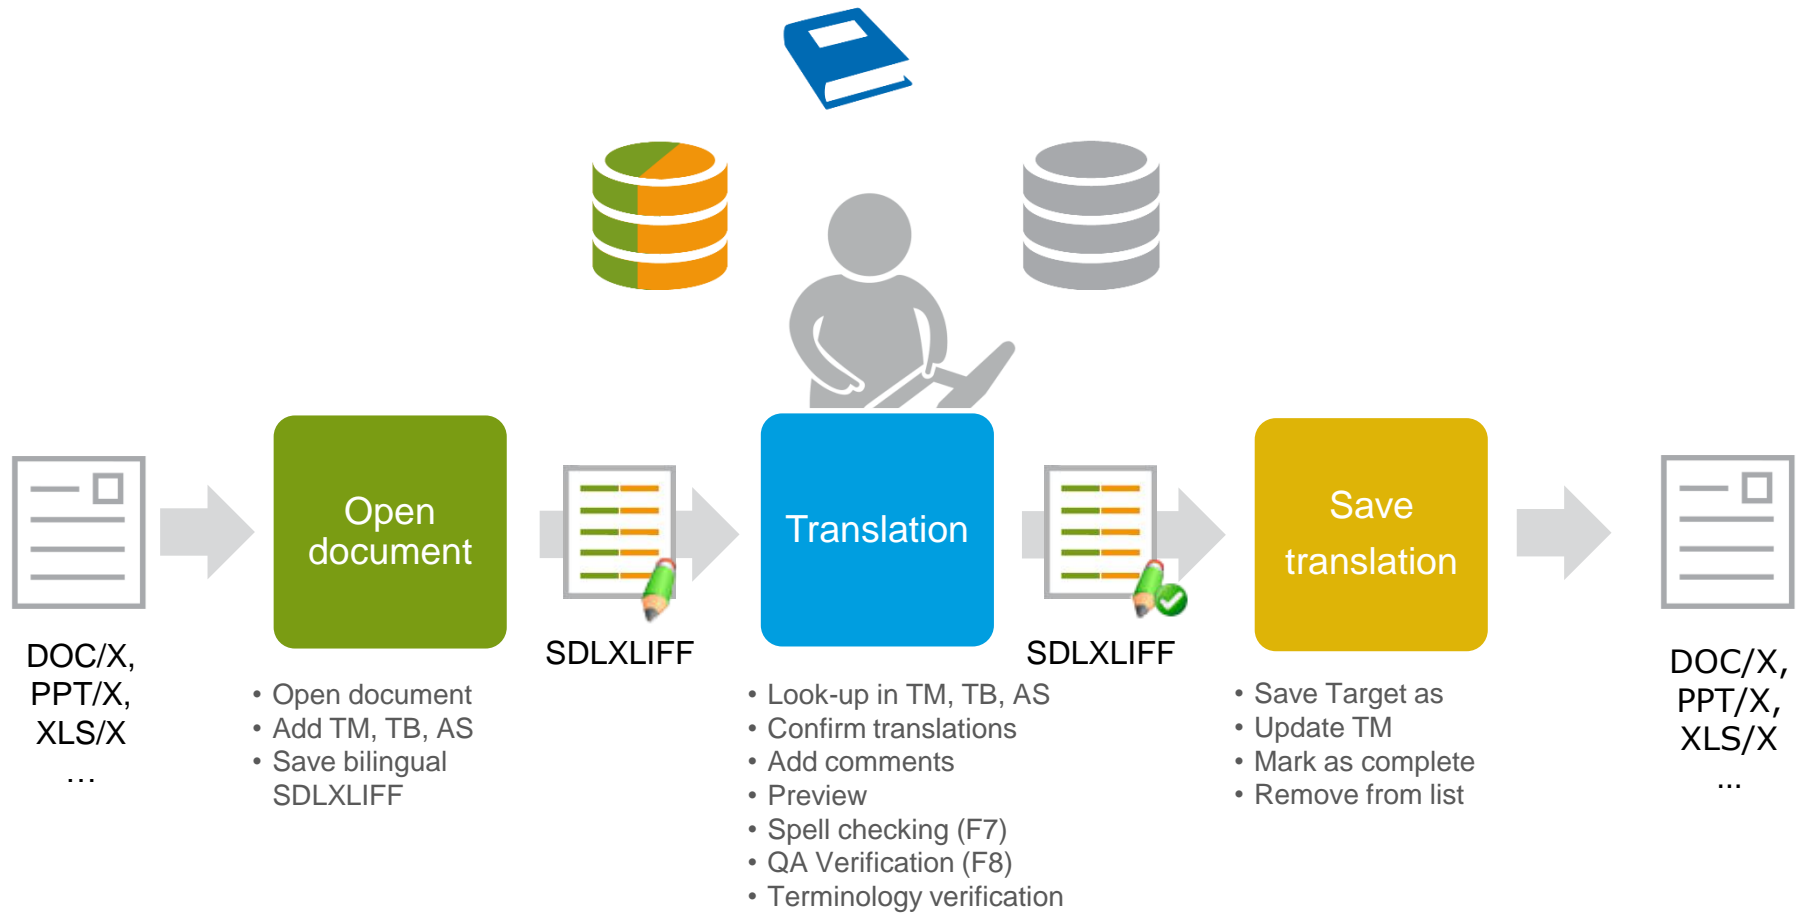 Open
document
Translation
Save
translation
DOC/X,
PPT/X,
XLS/X
...
SDLXLIFF
SDLXLIFF
DOC/X,
PPT/X,
XLS/X
...
• Open document
• Add TM, TB, AS
• Save bilingual
SDLXLIFF
• Look-up in TM, TB, AS
• Confirm translations
• Add comments
• Preview
• Spell checking (F7)
• QA Verification (F8)
• Terminology verification
• Save Target as
• Update TM
• Mark as complete
• Remove from list